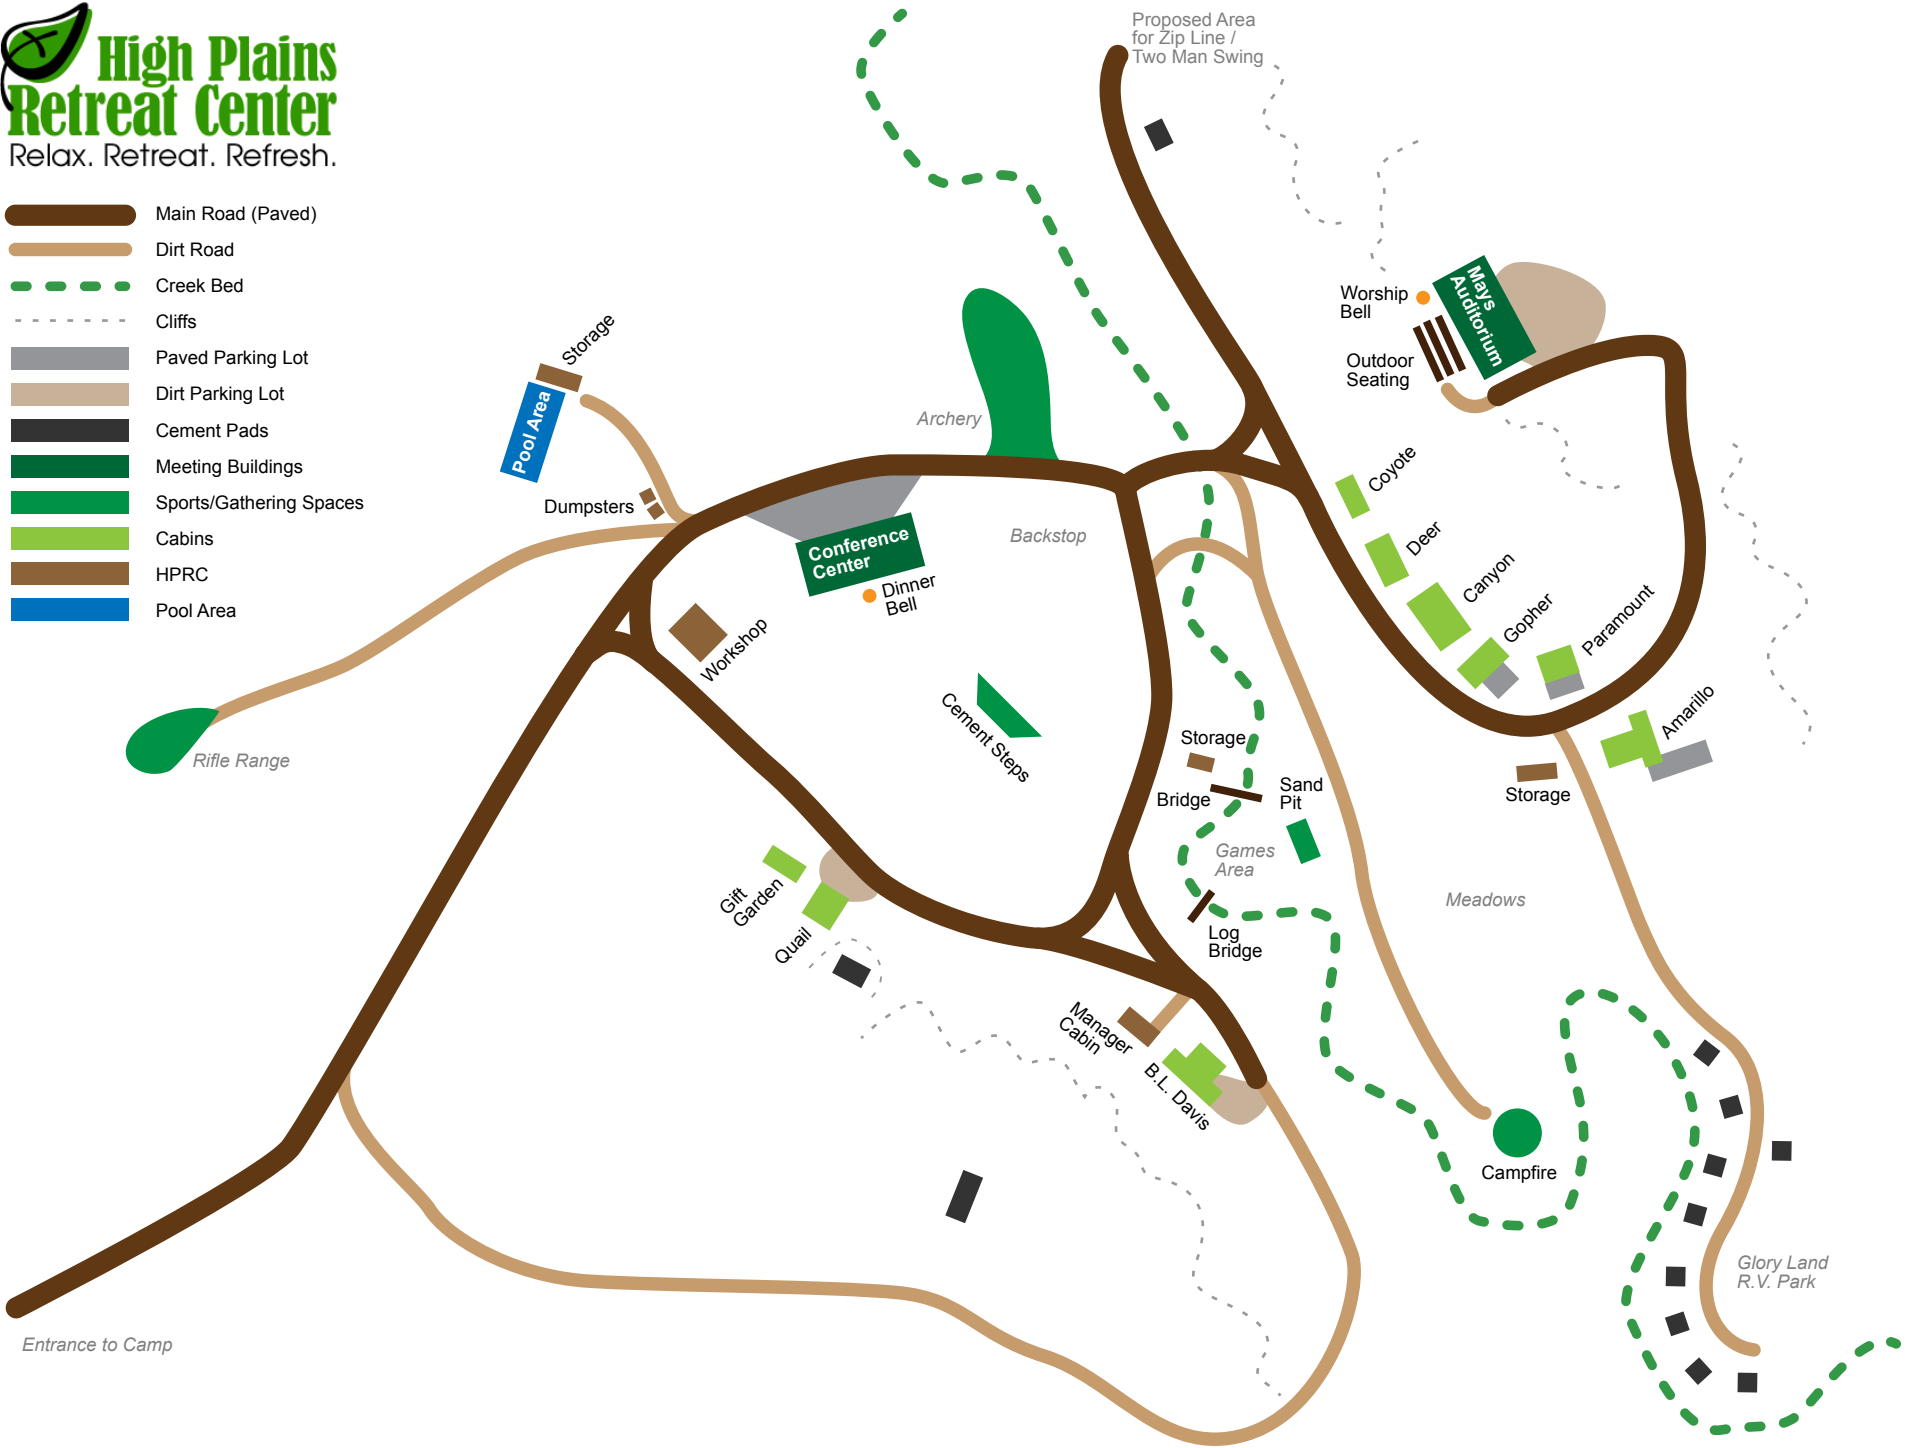 High Plains
Retreat Center
Relax. Retreat. Refresh.
Main Road (Paved)
Dirt Road
Creek Bed
Cliffs
Paved Parking Lot
Dirt Parking Lot
Cement Pads
Meeting Buildings
Sports/Gathering Spaces
Cabins
HPRC
Pool Area
Proposed Area
for Zip Line /
Two Man Swing
Worship
Bell
Mays
Auditorium
Outdoor
Seating
Storage
Pool Area
Dumpsters
Archery
Backstop
Conference
Center
Dinner
Bell
Workshop
Coyote
Deer
Canyon
Gopher
Paramount
Amarillo
Storage
Rifle Range
Cement Steps
Storage
Bridge
Sand
Pit
Games
Area
Meadows
Gift
Garden
Quail
Log
Bridge
Manager
Cabin
B.L. Davis
Campfire
Glory Land
R.V. Park
Entrance to Camp